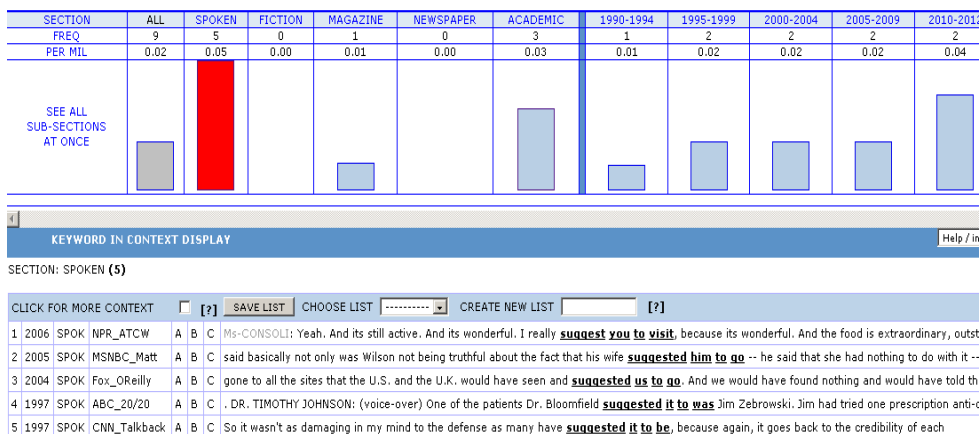 SECTION ALL SPOKEN FICTION MAGAZINE NEWSPAPER ACADEMIC 1990-1994 1995-1999 2000-2004 2005-2009 2010-2012
FREQ 9 5 0 1 0 3 1 2 2 2 2
PER MIL 0.02 0.05 0.00 0.01 0.00 0.03 0.01 0.02 0.02 0.02 0.04
SEE ALL
SUB-SECTIONS
AT ONCE
KEYWORD IN CONTEXT DISPLAY Help / in
SECTION: SPOKEN (5)
CLICK FOR MORE CONTEXT [?] SAVE LIST CHOOSE LIST ---------- CREATE NEW LIST [?]
1 2006 SPOK NPR_ATCW A B C Ms-CONSOLI: Yeah. And its still active. And its wonderful. I really suggest you to visit, because its wonderful. And the food is extraordinary, outst
2 2005 SPOK MSNBC_Matt A B C said basically not only was Wilson not being truthful about the fact that his wife suggested him to go -- he said that she had nothing to do with it --
3 2004 SPOK Fox_OReilly A B C gone to all the sites that the U.S. and the U.K. would have seen and suggested us to go. And we would have found nothing and would have told th
4 1997 SPOK ABC_20/20 A B C . DR. TIMOTHY JOHNSON: (voice-over) One of the patients Dr. Bloomfield suggested it to was Jim Zebrowski. Jim had tried one prescription anti-d
5 1997 SPOK CNN_Talkback A B C So it wasn't as damaging in my mind to the defense as many have suggested it to be, because again, it goes back to the credibility of each